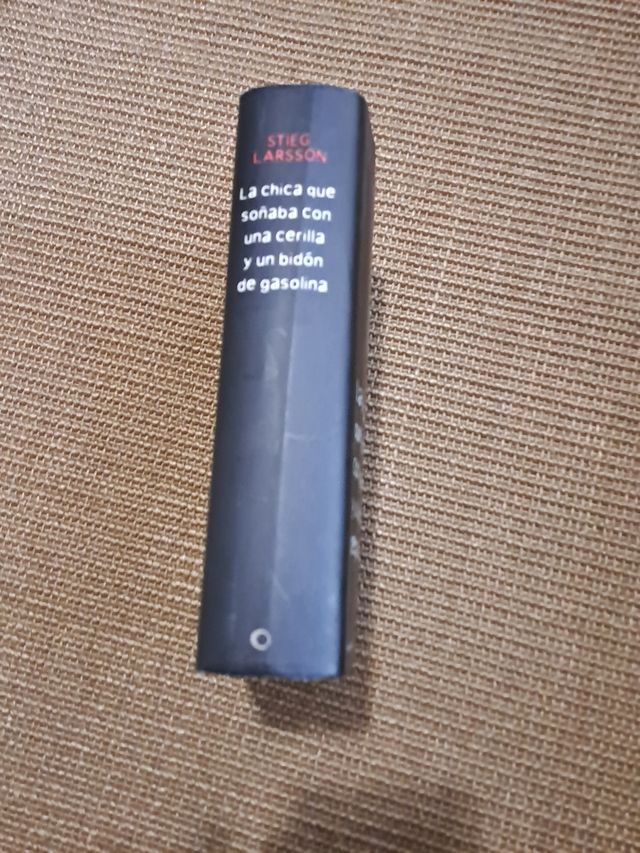 STIEG
LARSSON
La chica que
soñaba con
una cerilla
y un bidón
de gasolina